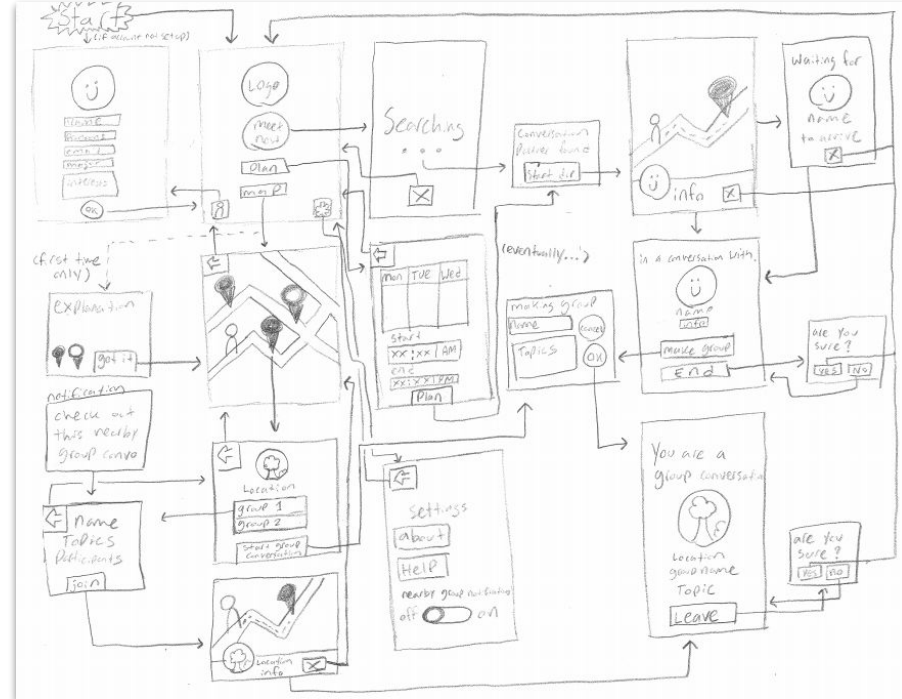 Start
(if account not setup)
name
email
major
OK
Logo
meet
now
Plan
map
Searching
...
X
Conversation
Partner found
Start dir
info
X
Waiting for
name
to arrive
X
(first time
only)
explanation
got it
notification
check out
this nearby
group convo
Name
Topics
Participants
join
Location
group 1
group 2
Start group
conversation
Location
info
X
mon TUE Wed
Start
xx:xx AM
end
xx:xx
Plan
settings
about
Help
nearby group notifications
off on
(eventually...)
making group
Name
Topics
cancel
OK
in a conversation with
name
info
make group
End
are you
sure?
YES NO
You are a
group conversation
Location
group name
Topic
Leave
are you
sure?
YES NO